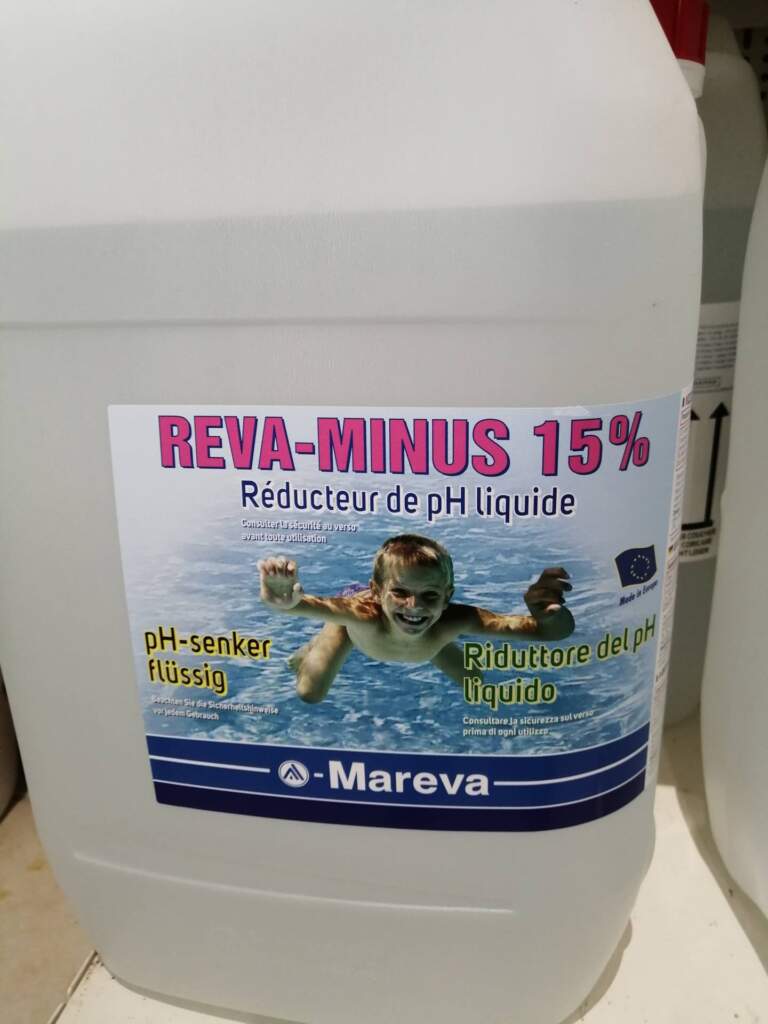 REVA-MINUS 15%
Réducteur de pH liquide
Consulter la sécurité au verso
avant toute utilisation
Made in Europe
pH-senker
flüssig
Beachten Sie die Sicherheitshinweise
vor jedem Gebrauch
Riduttore del pH
liquido
Consultare la sicurezza sul verso
prima di ogni utilizzo
Mareva